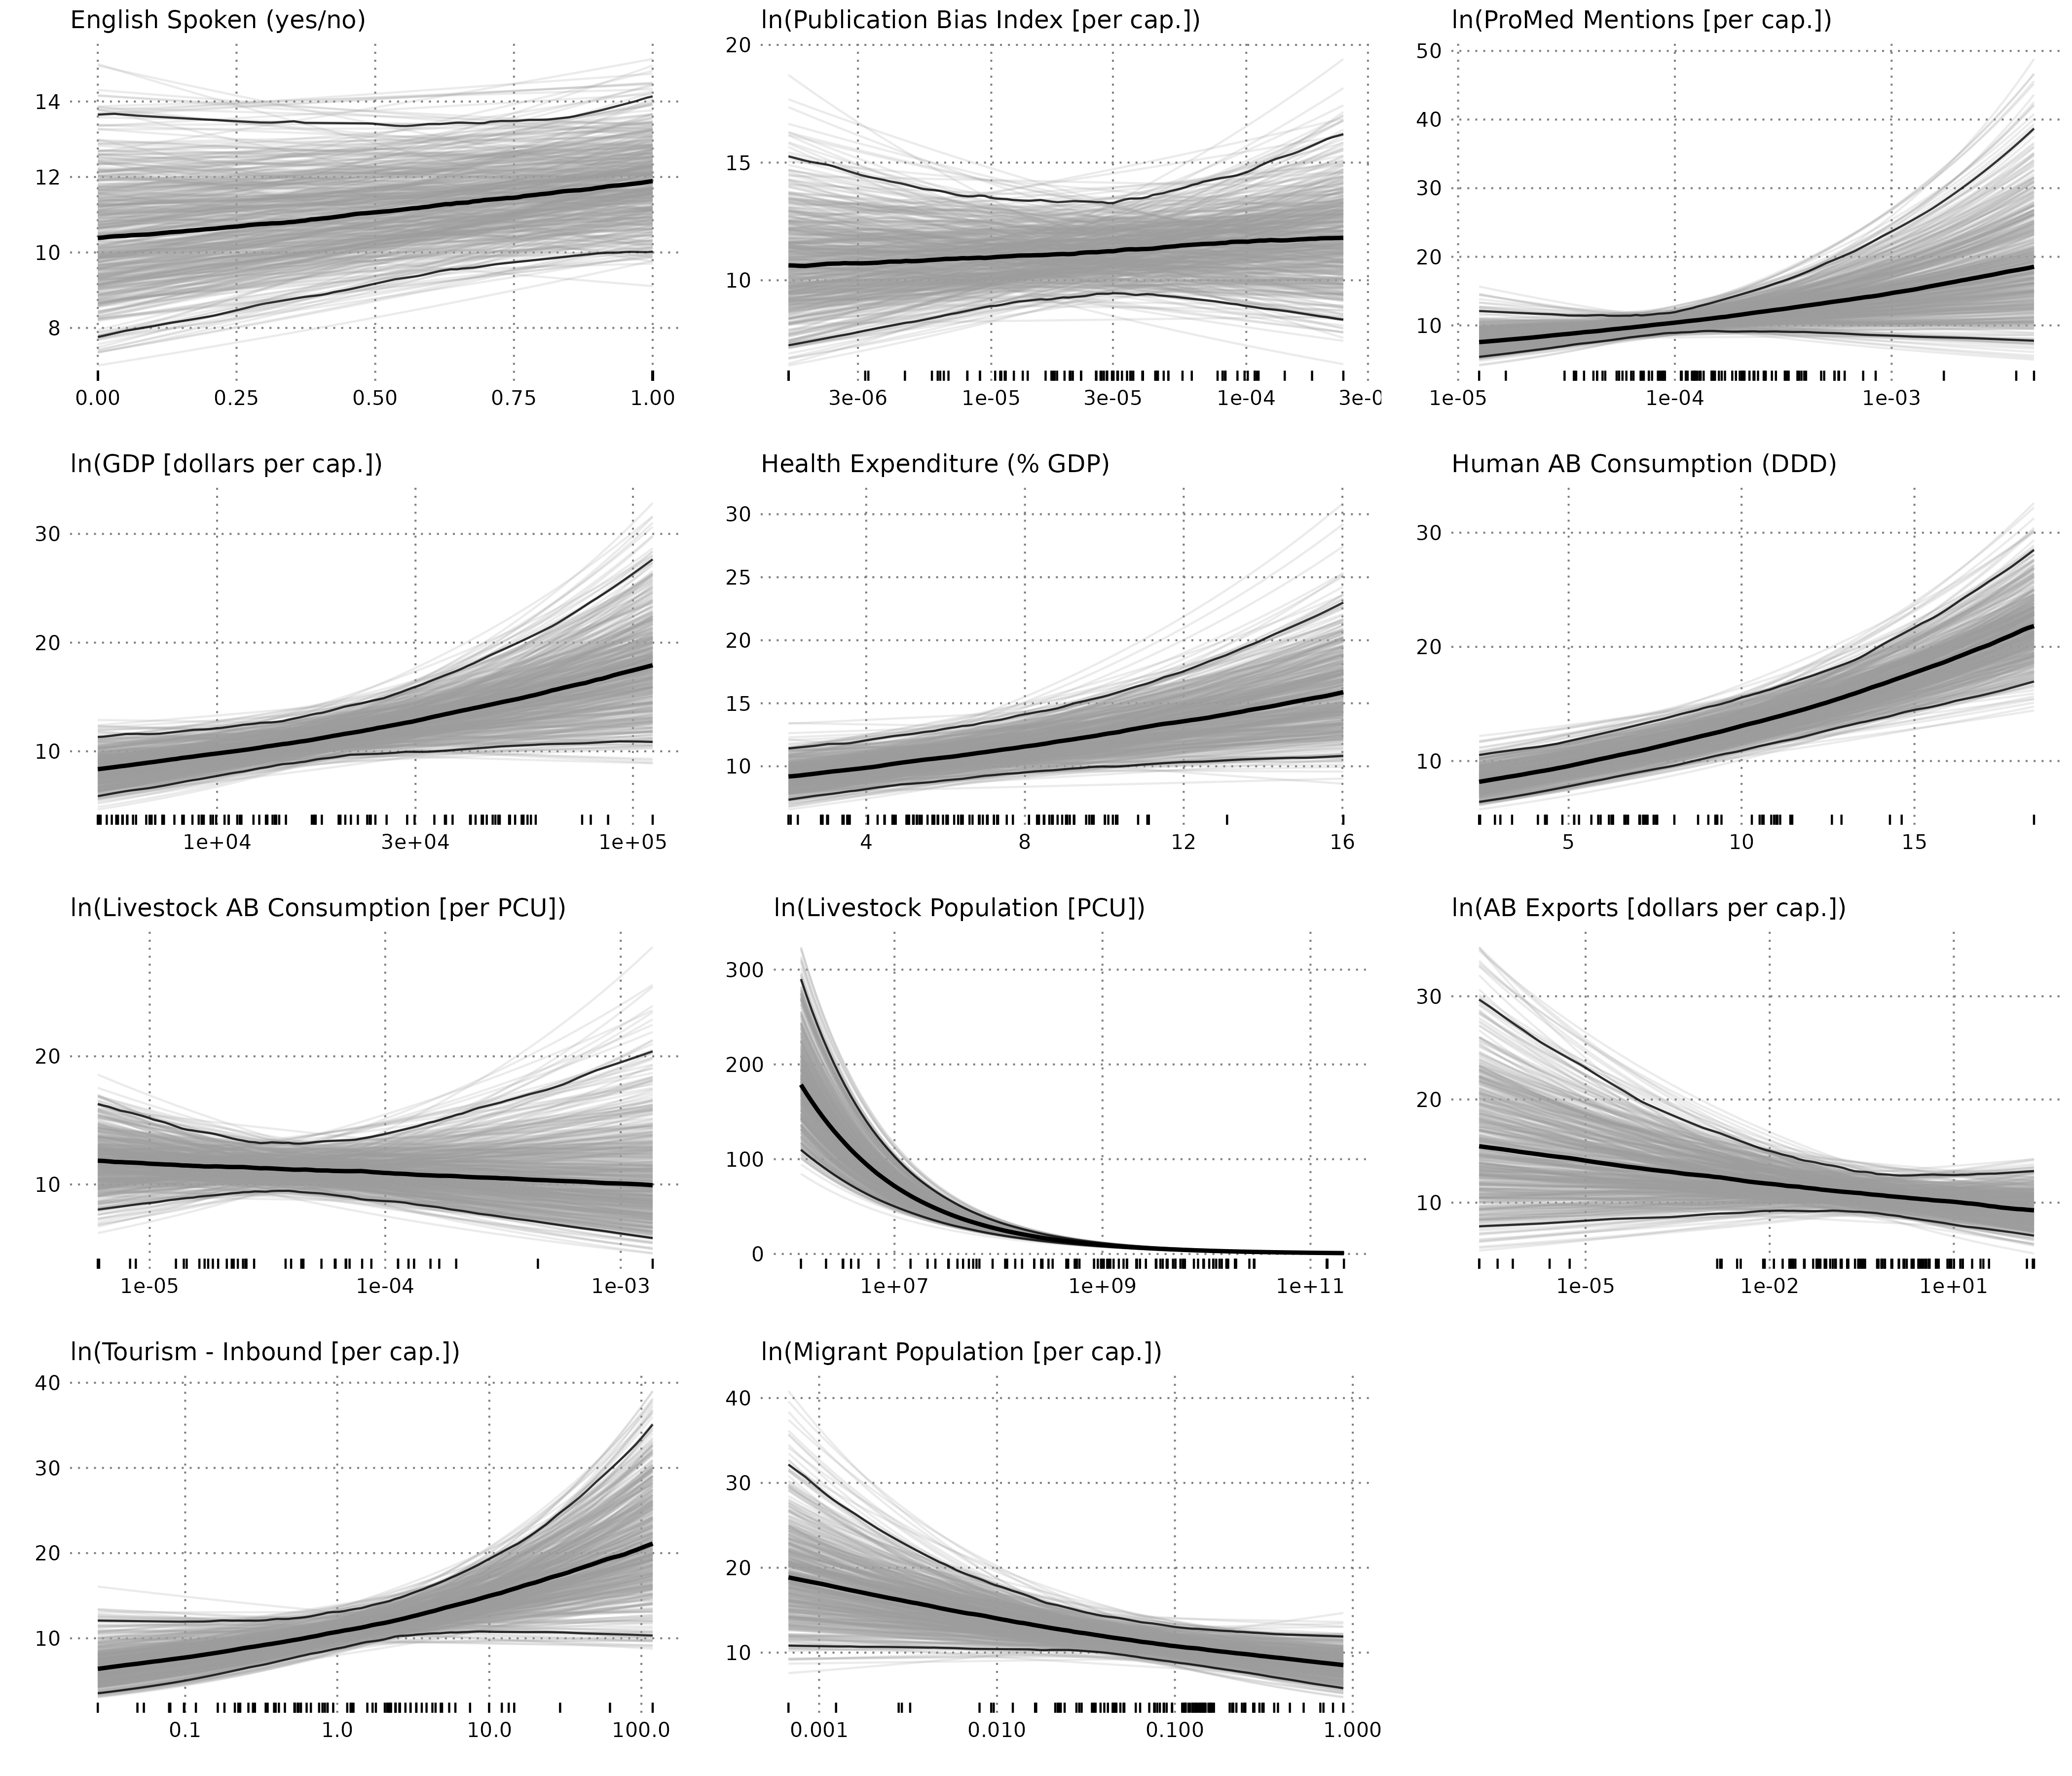 English Spoken (yes/no)
14
12
10
8
0.00 0.25 0.50 0.75 1.00
ln(Publication Bias Index [per cap.])
20
15
10
3e-06 1e-05 3e-05 1e-04 3e-0
ln(ProMed Mentions [per cap.])
50
40
30
20
10
1e-05 1e-04 1e-03
ln(GDP [dollars per cap.])
30
20
10
1e+04 3e+04 1e+05
Health Expenditure (% GDP)
30
25
20
15
10
4 8 12 16
Human AB Consumption (DDD)
30
20
10
5 10 15
ln(Livestock AB Consumption [per PCU])
20
10
1e-05 1e-04 1e-03
ln(Livestock Population [PCU])
300
200
100
0
1e+07 1e+09 1e+11
ln(AB Exports [dollars per cap.])
30
20
10
1e-05 1e-02 1e+01
ln(Tourism - Inbound [per cap.])
40
30
20
10
0.1 1.0 10.0 100.0
ln(Migrant Population [per cap.])
40
30
20
10
0.001 0.010 0.100 1.000